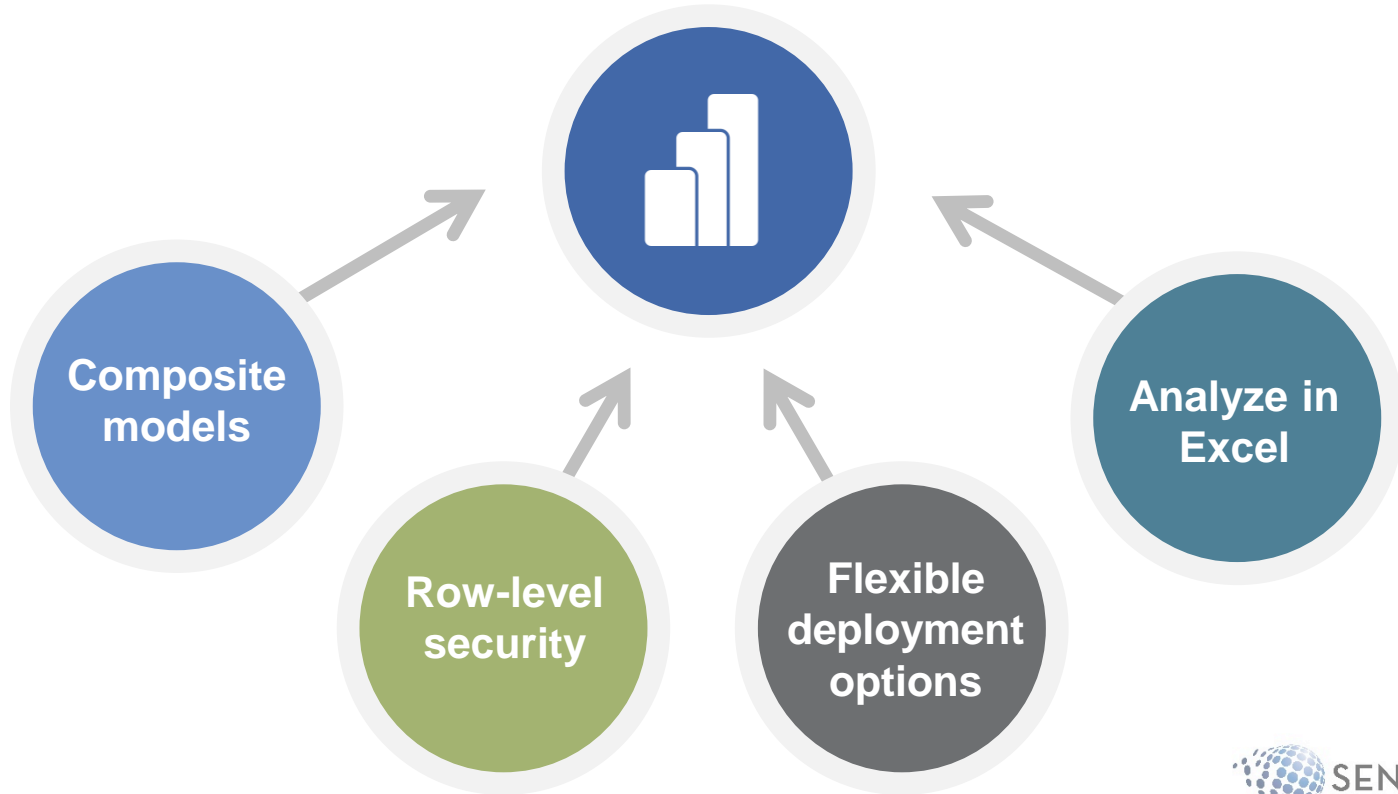 Composite
models
Row-level
security
Flexible
deployment
options
Analyze in
Excel
SEN